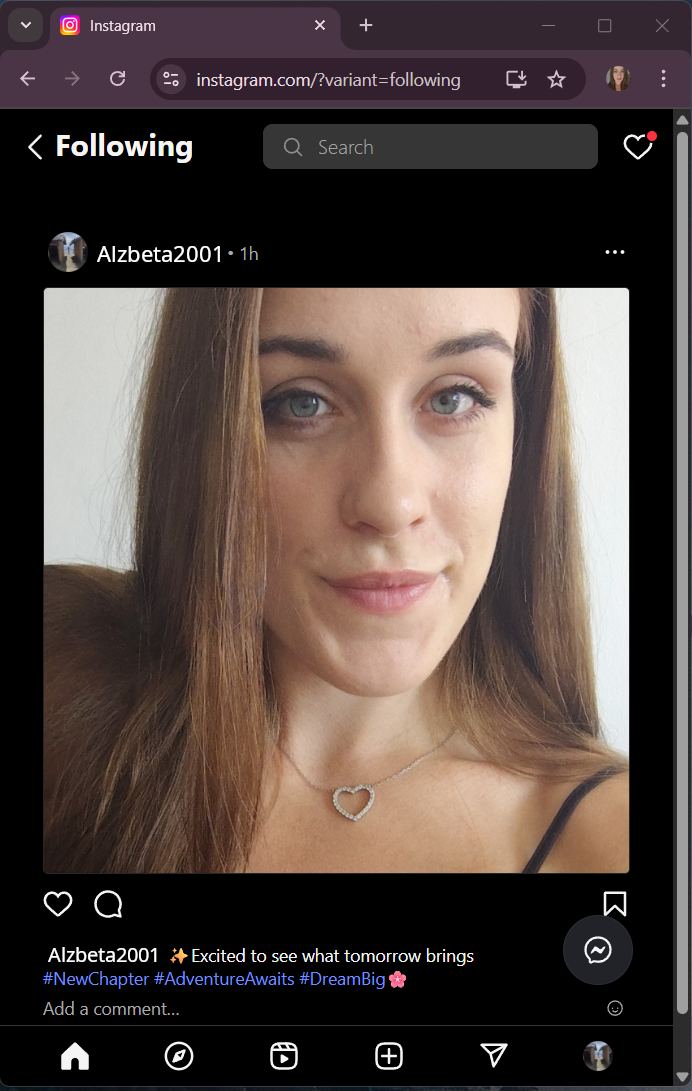 Instagram
instagram.com/?variant=following
Following
Search
Alzbeta2001 • 1h
Alzbeta2001 ✨Excited to see what tomorrow brings
#NewChapter #AdventureAwaits #DreamBig🌸
Add a comment...